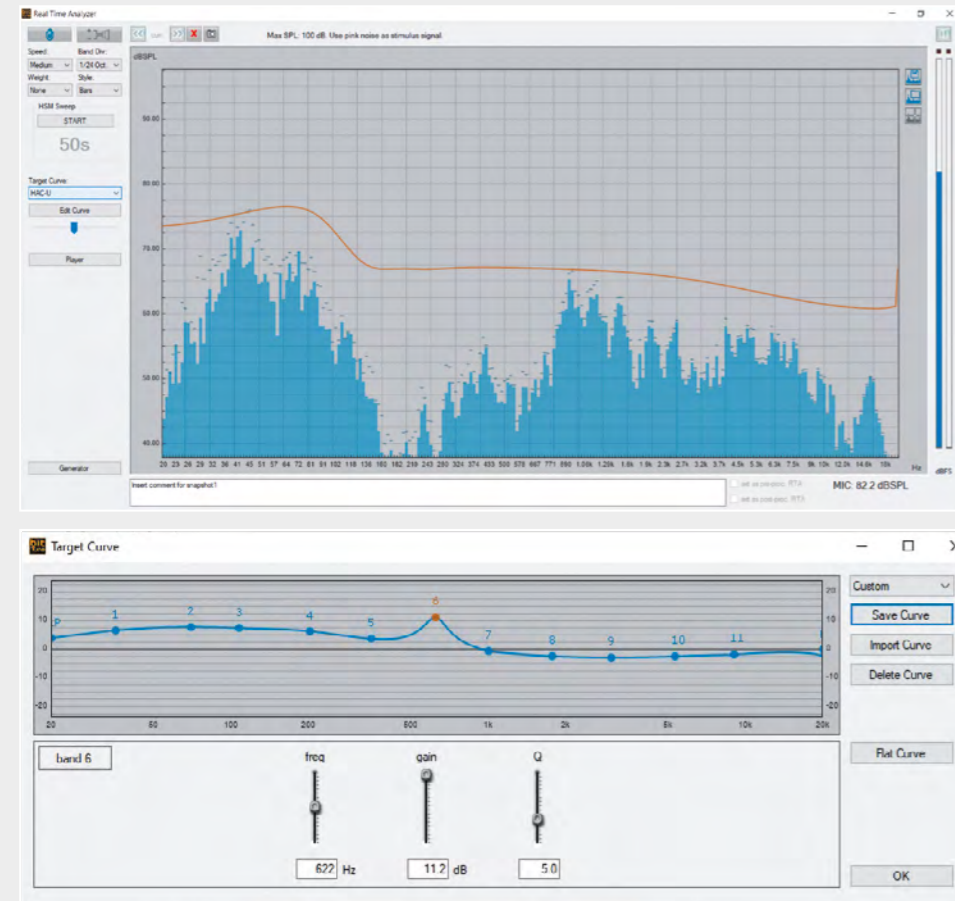 Real Time Analyzer
Max SPL: 100 dB. Use pink noise as stimulus signal.
Speed: Band Div:
Medium 1/24 Oct.
Weight: Style:
None Bars
HSM Sweep
START
50s
Target Curve:
HAC-U
Edit Curve
Player
Generator
dBSPL
90.00
80.00
70.00
60.00
50.00
40.00
Hz
Insert comment for snapshot1
MIC: 82.2 dBSPL
dBFS
Target Curve
20
10
0
-10
-20
P 1 2 3 4 5 6 7 8 9 10 11
20
10
-10
-20
20 50 100 200 500 1k 2k 5k 10k 20k
Custom
Save Curve
Import Curve
Delete Curve
Flat Curve
OK
band 6
freq gain Q
622 Hz 11.2 dB 5.0